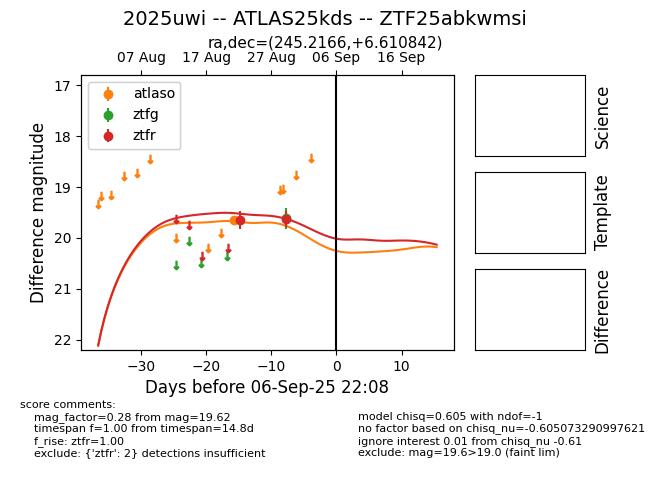 2025uwi -- ATLAS25kds -- ZTF25abkwmsi
ra,dec=(245.2166,+6.610842)
07 Aug 17 Aug 27 Aug 06 Sep 16 Sep
atlaso
ztfg
ztfr
17
18
19
20
21
22
Difference magnitude
−30 −20 −10 0 10
Days before 06-Sep-25 22:08
Science
Template
Difference
score comments:
mag_factor=0.28 from mag=19.62
timespan f=1.00 from timespan=14.8d
f_rise: ztfr=1.00
exclude: {'ztfr': 2} detections insufficient
model chisq=0.605 with ndof=-1
no factor based on chisq_nu=-0.605073290997621
ignore interest 0.01 from chisq_nu -0.61
exclude: mag=19.6>19.0 (faint lim)